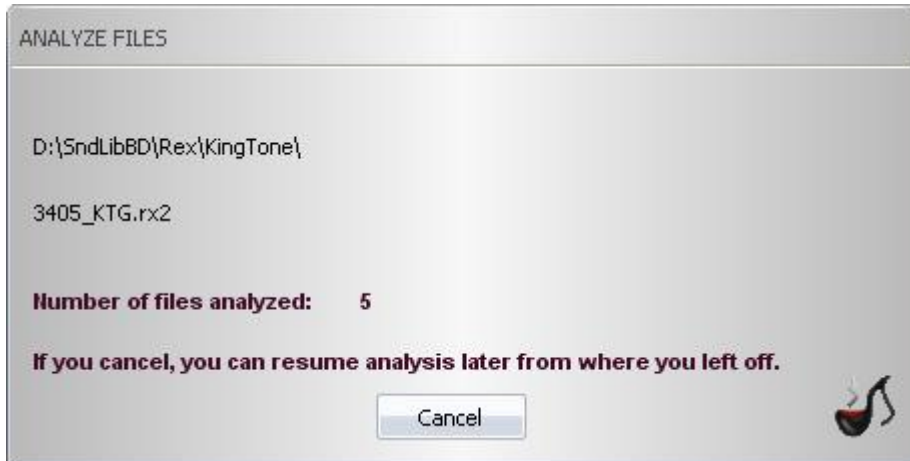 ANALYZE FILES
D:\SndLibBD\Rex\KingTone\
3405_KTG.rx2
Number of files analyzed: 5
If you cancel, you can resume analysis later from where you left off.
Cancel